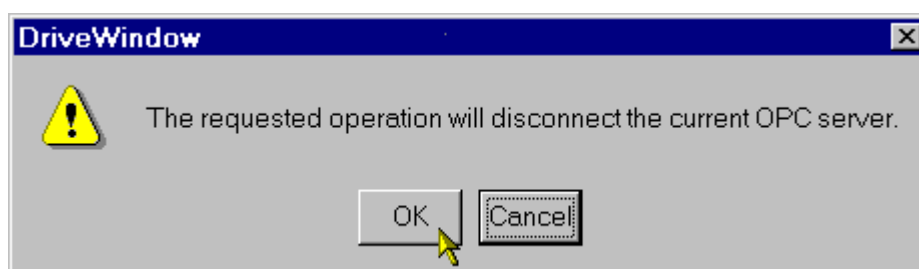 DriveWindow
The requested operation will disconnect the current OPC server.
OK Cancel